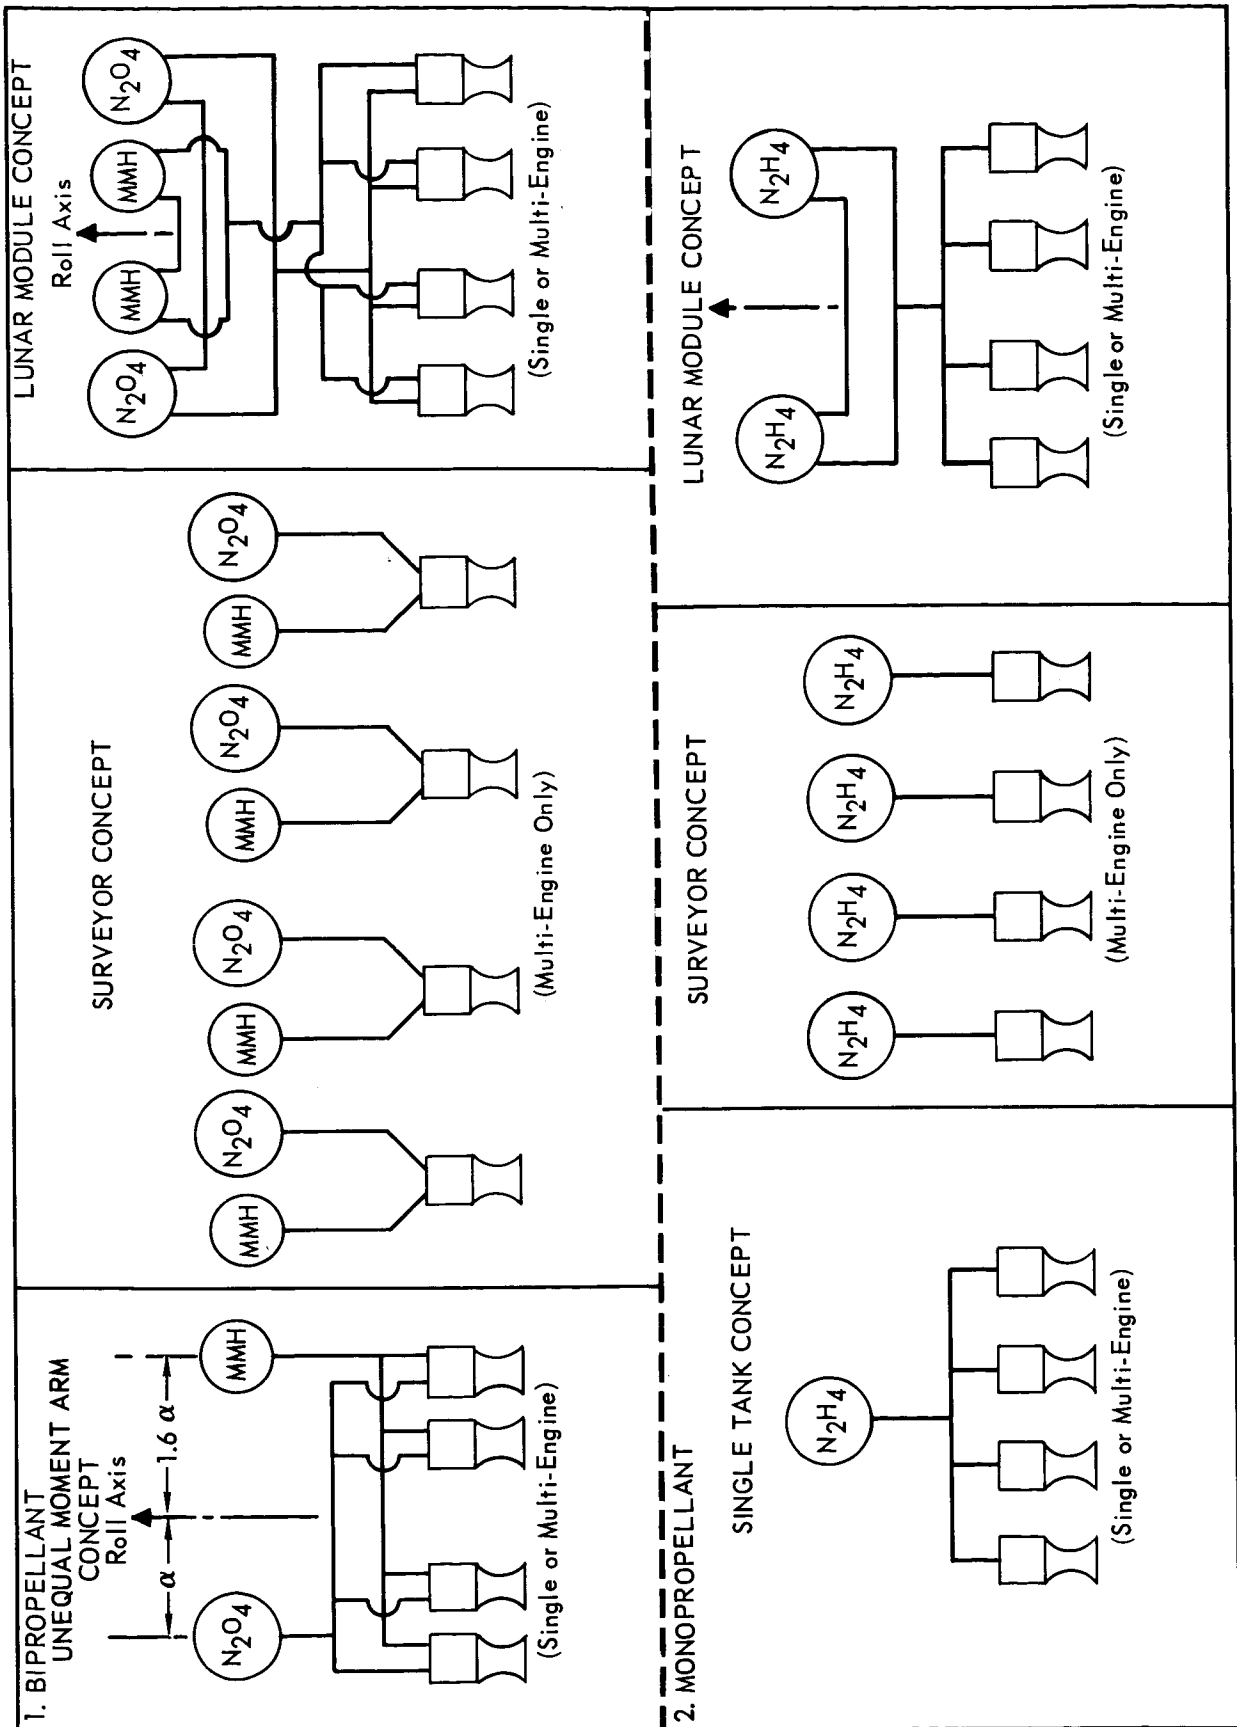 1. BIPROPELLANT
UNEQUAL MOMENT ARM
CONCEPT
Roll Axis
α
1.6 α
N2O4
MMH
(Single or Multi-Engine)
SURVEYOR CONCEPT
MMH
N2O4
MMH
N2O4
MMH
N2O4
MMH
N2O4
(Multi-Engine Only)
LUNAR MODULE CONCEPT
Roll Axis
N2O4
MMH
MMH
N2O4
(Single or Multi-Engine)
2. MONOPROPELLANT
SINGLE TANK CONCEPT
N2H4
(Single or Multi-Engine)
SURVEYOR CONCEPT
N2H4
N2H4
N2H4
N2H4
(Multi-Engine Only)
LUNAR MODULE CONCEPT
N2H4
N2H4
(Single or Multi-Engine)